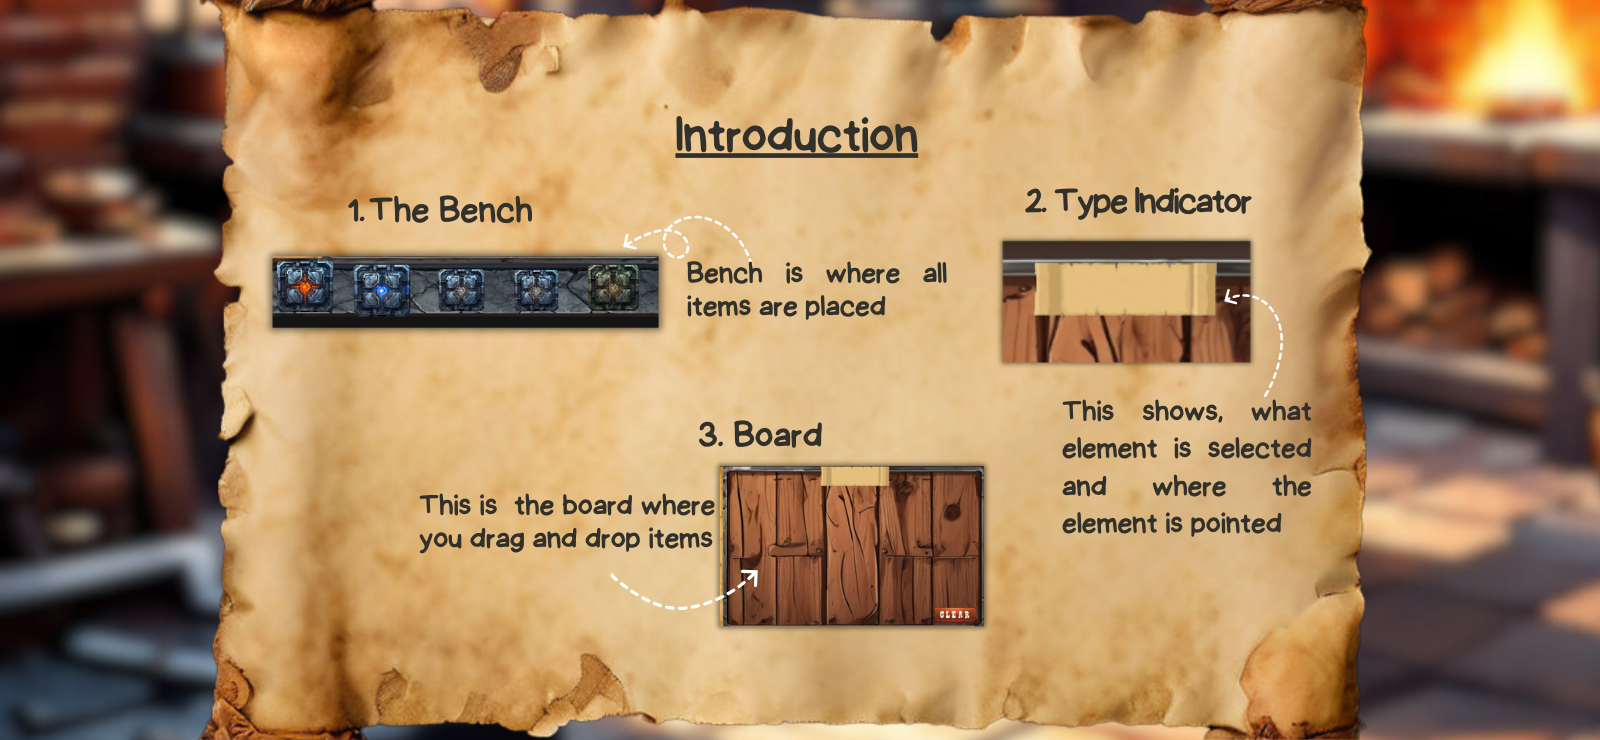 Introduction
1. The Bench
Bench is where all
items are placed
2. Type Indicator
This shows, what
element is selected
and where the
element is pointed
3. Board
This is the board where
you drag and drop items
CLEAR